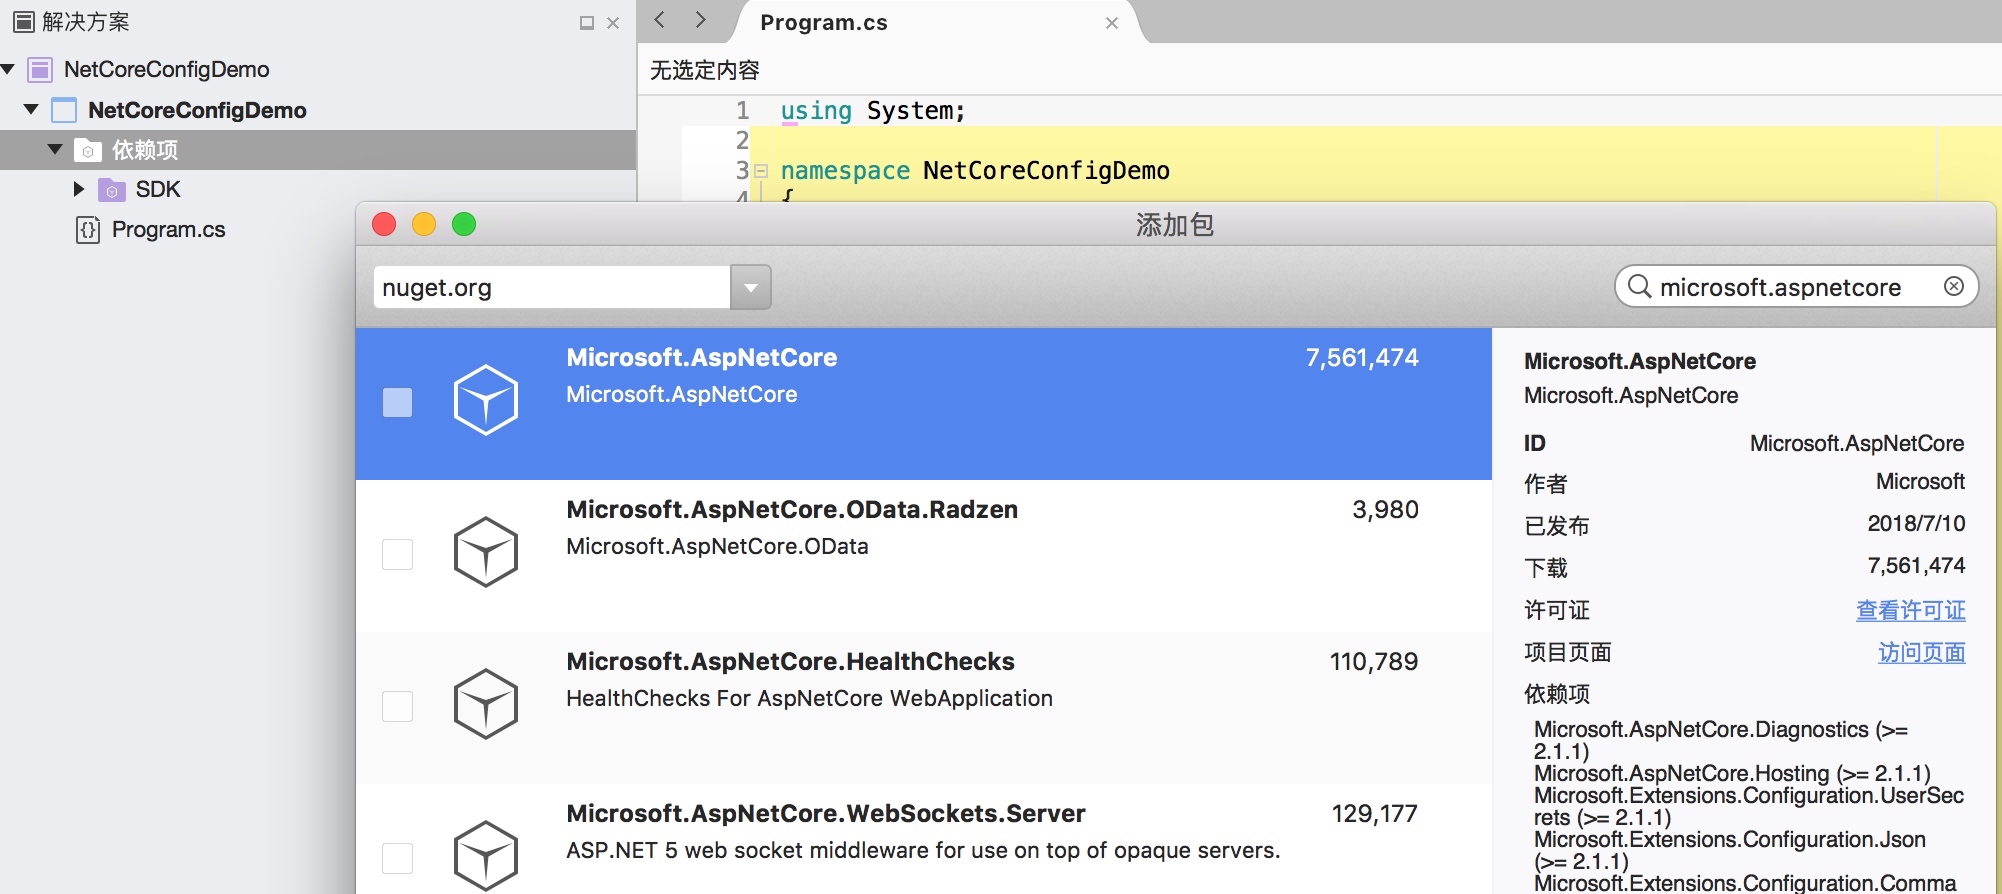 解决方案
NetCoreConfigDemo
NetCoreConfigDemo
依赖项
SDK
Program.cs
Program.cs
无选定内容
1 using System;
2
3 namespace NetCoreConfigDemo
4 {
添加包
nuget.org
microsoft.aspnetcore
Microsoft.AspNetCore 7,561,474
Microsoft.AspNetCore
Microsoft.AspNetCore.OData.Radzen 3,980
Microsoft.AspNetCore.OData
Microsoft.AspNetCore.HealthChecks 110,789
HealthChecks For AspNetCore WebApplication
Microsoft.AspNetCore.WebSockets.Server 129,177
ASP.NET 5 web socket middleware for use on top of opaque servers.
Microsoft.AspNetCore
Microsoft.AspNetCore
ID Microsoft.AspNetCore
作者 Microsoft
已发布 2018/7/10
下载 7,561,474
许可证 查看许可证
项目页面 访问页面
依赖项
Microsoft.AspNetCore.Diagnostics (>=
2.1.1)
Microsoft.AspNetCore.Hosting (>= 2.1.1)
Microsoft.Extensions.Configuration.UserSec
rets (>= 2.1.1)
Microsoft.Extensions.Configuration.Json
(>= 2.1.1)
Microsoft.Extensions.Configuration.Comma